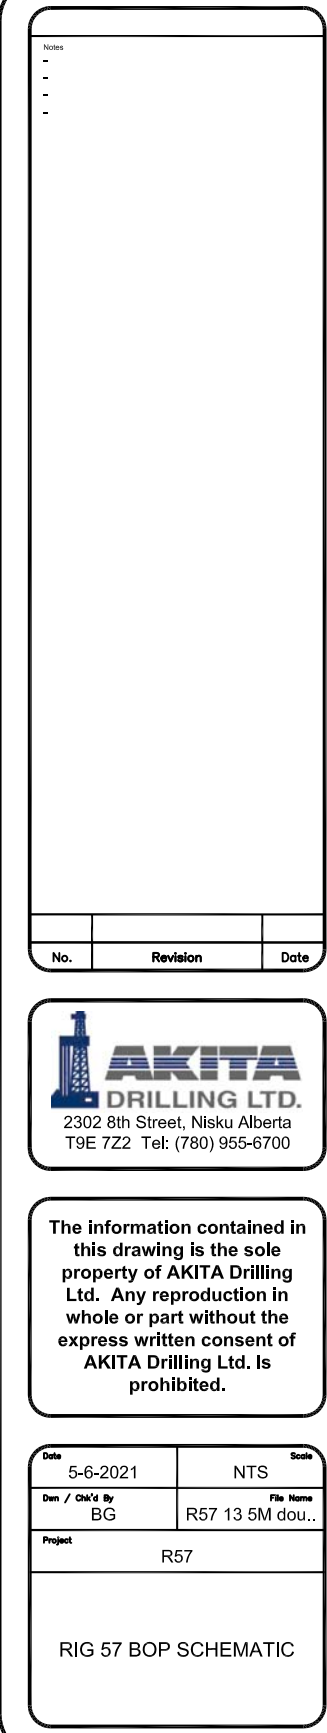 Notes
-
-
-
-
No. Revision Date
AKITA
DRILLING LTD.
2302 8th Street, Nisku Alberta
T9E 7Z2 Tel: (780) 955-6700
The information contained in
this drawing is the sole
property of AKITA Drilling
Ltd. Any reproduction in
whole or part without the
express written consent of
AKITA Drilling Ltd. Is
prohibited.
Date Scale
5-6-2021 NTS
Dwn / Chk'd By File Name
BG R57 13 5M dou..
Project
R57
RIG 57 BOP SCHEMATIC